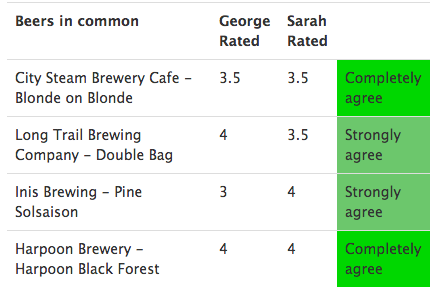 Beers in common George Sarah
Rated Rated
City Steam Brewery Cafe – 3.5 3.5 Completely
Blonde on Blonde agree
Long Trail Brewing 4 3.5 Strongly
Company – Double Bag agree
Inis Brewing – Pine 3 4 Strongly
Solsaison agree
Harpoon Brewery – 4 4 Completely
Harpoon Black Forest agree